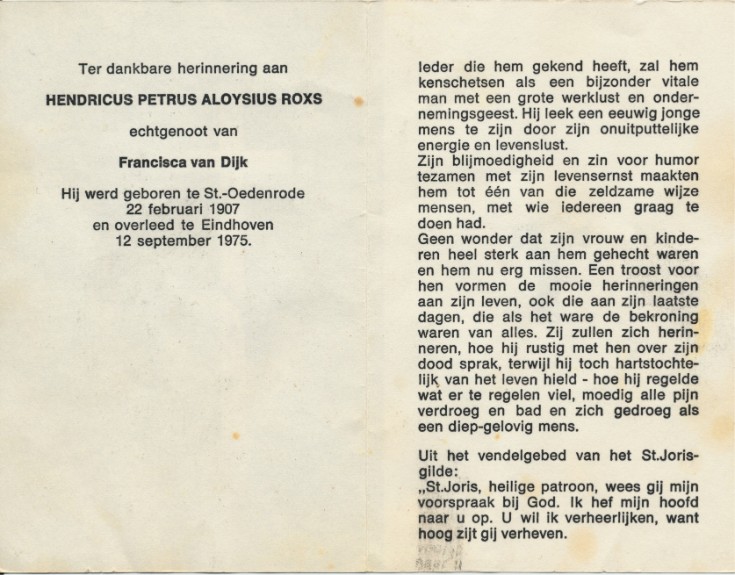 Ter dankbare herinnering aan
HENDRICUS PETRUS ALOYSIUS ROXS
echtgenoot van
Francisca van Dijk
Hij werd geboren te St.-Oedenrode
22 februari 1907
en overleed te Eindhoven
12 september 1975.
Ieder die hem gekend heeft, zal hem
kenschetsen als een bijzonder vitale
man met een grote werklust en onder-
nemingsgeest. Hij leek een eeuwig jonge
mens te zijn door zijn onuitputtelijke
energie en levenslust.
Zijn blijmoedigheid en zin voor humor
tezamen met zijn levensernst maakten
hem tot één van die zeldzame wijze
mensen, met wie iedereen graag te
doen had.
Geen wonder dat zijn vrouw en kinde-
ren heel sterk aan hem gehecht waren
en hem nu erg missen. Een troost voor
hen vormen de mooie herinneringen
aan zijn leven, ook die aan zijn laatste
dagen, die als het ware de bekroning
waren van alles. Zij zullen zich herin-
neren, hoe hij rustig met hen over zijn
dood sprak, terwijl hij toch hartstochte-
lijk van het leven hield - hoe hij regelde
wat er te regelen viel, moedig alle pijn
verdroeg en bad en zich gedroeg als
een diep-gelovig mens.
Uit het vendelgebed van het St.Joris-
gilde:
„St.Joris, heilige patroon, wees gij mijn
voorspraak bij God. Ik hef mijn hoofd
naar u op. U wil ik verheerlijken, want
hoog zijt gij verheven.